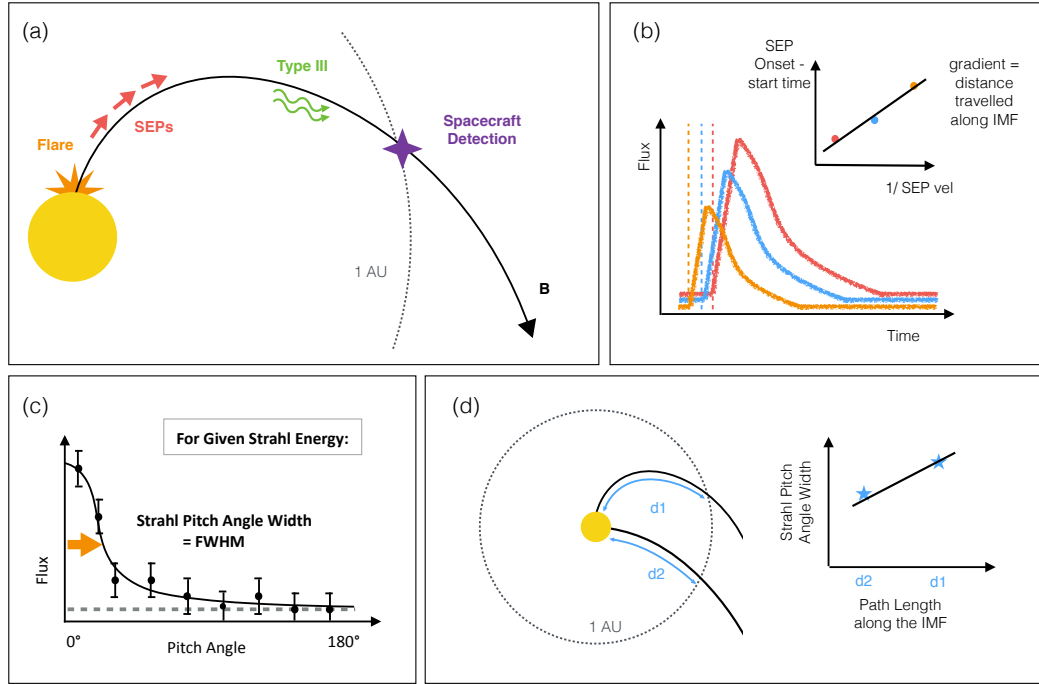 (a)
Type III
SEPs
Flare
Spacecraft
Detection
1 AU
B
(b)
SEP
Onset -
start time
gradient =
distance
travelled
along IMF
1/ SEP vel
Flux
Time
(c)
For Given Strahl Energy:
Strahl Pitch Angle Width
= FWHM
Flux
0°
180°
Pitch Angle
(d)
d1
d2
1 AU
Strahl Pitch
Angle Width
d2
d1
Path Length
along the IMF